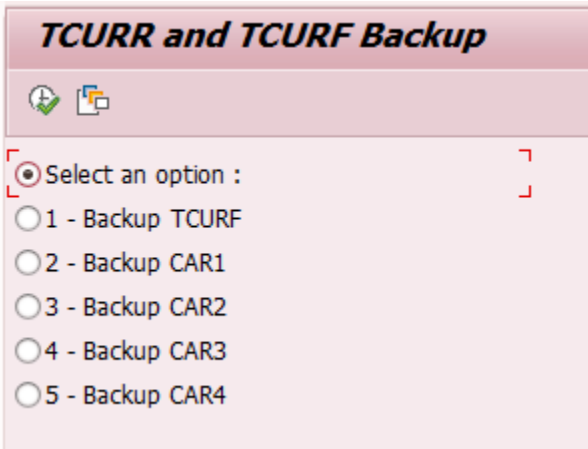 TCURR and TCURF Backup
Select an option :
1 - Backup TCURF
2 - Backup CAR1
3 - Backup CAR2
4 - Backup CAR3
5 - Backup CAR4